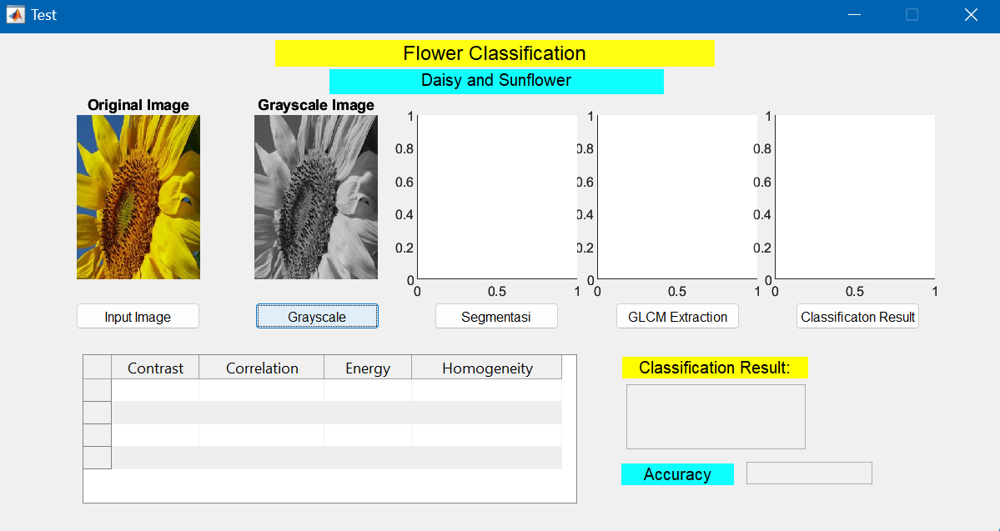 Test
Flower Classification
Daisy and Sunflower
Original Image
Grayscale Image
1
0.8
0.6
0.4
0.2
0
0 0.5 1
1
0.8
0.6
0.4
0.2
0
0 0.5 1
1
0.8
0.6
0.4
0.2
0
0 0.5 1
Input Image
Grayscale
Segmentasi
GLCM Extraction
Classificaton Result
Contrast Correlation Energy Homogeneity
Classification Result:
Accuracy